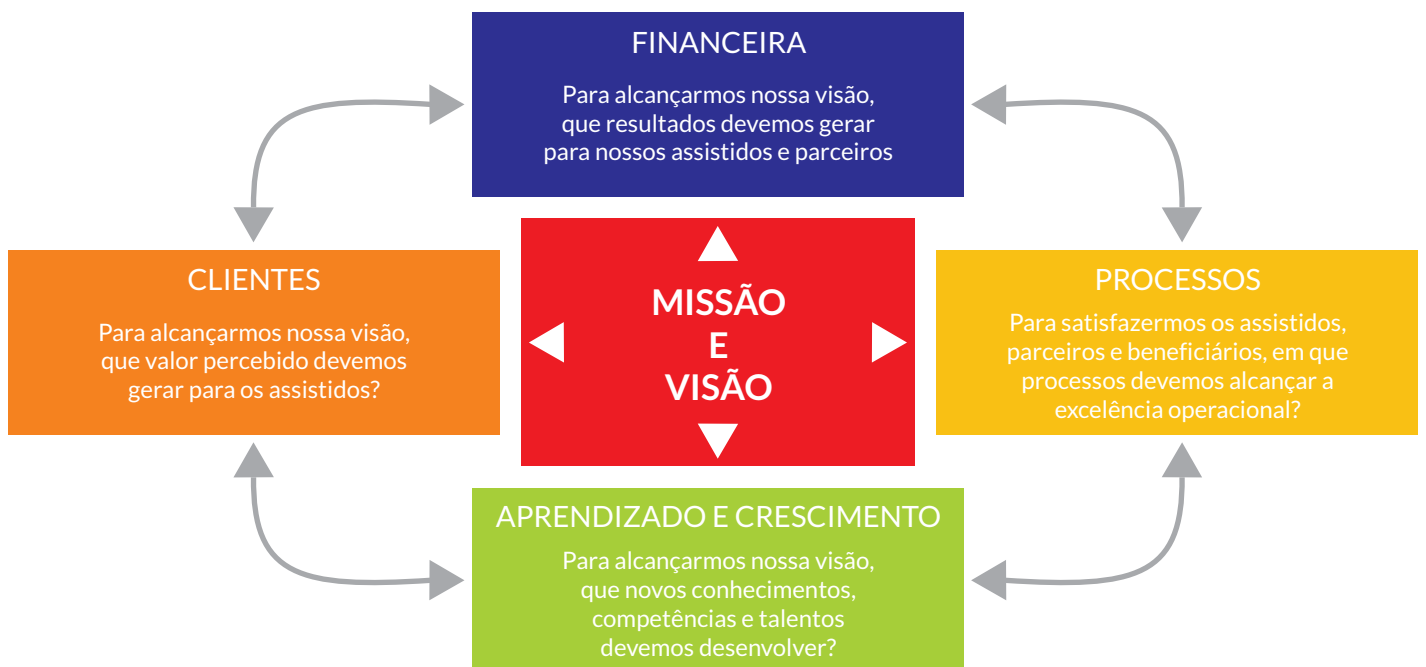 FINANCEIRA
Para alcançarmos nossa visão,
que resultados devemos gerar
para nossos assistidos e parceiros
CLIENTES
Para alcançarmos nossa visão,
que valor percebido devemos
gerar para os assistidos?
MISSÃO
E
VISÃO
PROCESSOS
Para satisfazermos os assistidos,
parceiros e beneficiários, em que
processos devemos alcançar a
excelência operacional?
APRENDIZADO E CRESCIMENTO
Para alcançarmos nossa visão,
que novos conhecimentos,
competências e talentos
devemos desenvolver?